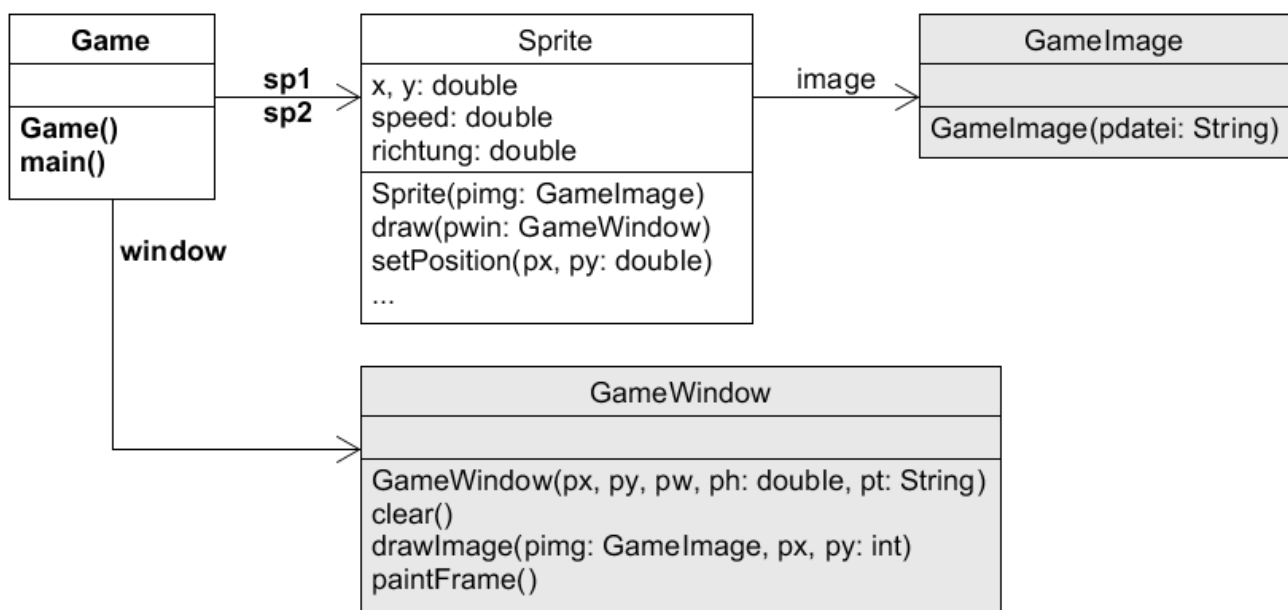 Game
Game()
main()
sp1
sp2
window
Sprite
x, y: double
speed: double
richtung: double
Sprite(pimg: GameImage)
draw(pwin: GameWindow)
setPosition(px, py: double)
...
image
GameImage
GameImage(pdatei: String)
GameWindow
GameWindow(px, py, pw, ph: double, pt: String)
clear()
drawImage(pimg: GameImage, px, py: int)
paintFrame()